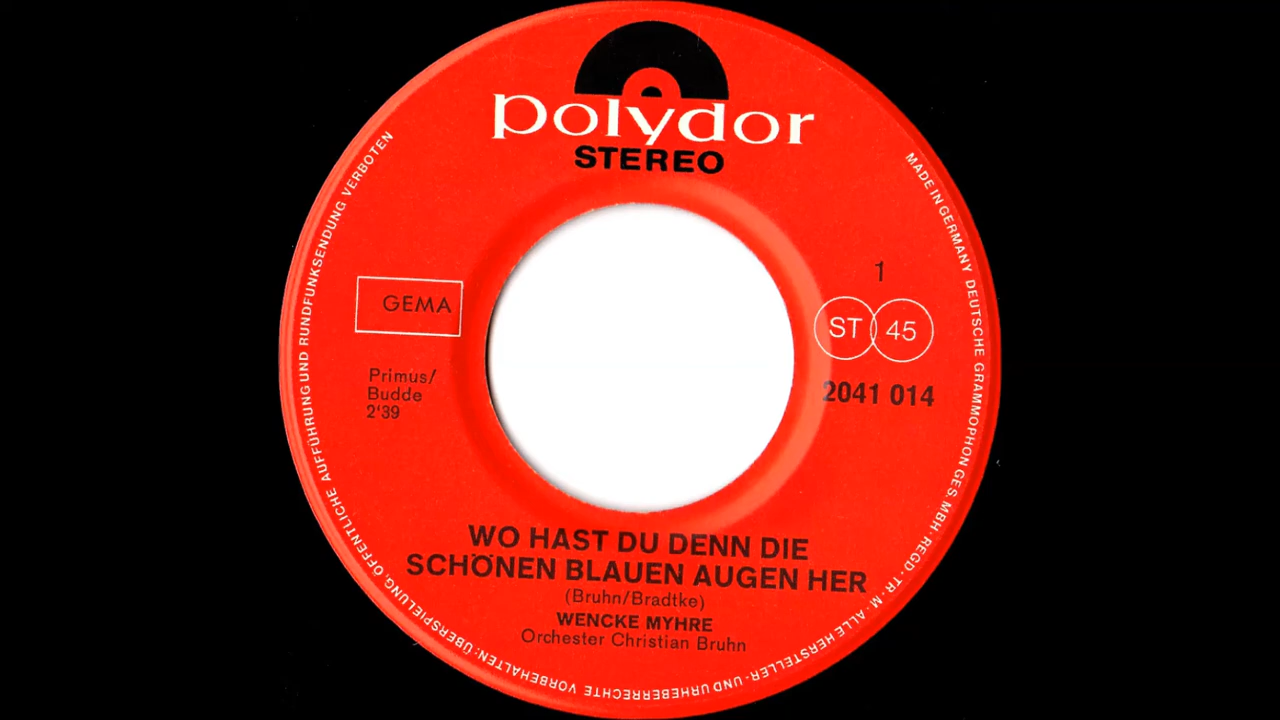 polydor
STEREO
GEMA
Primus/
Budde
2'39
1
ST 45
2041 014
WO HAST DU DENN DIE
SCHÖNEN BLAUEN AUGEN HER
(Bruhn/Bradtke)
WENCKE MYHRE
Orchester Christian Bruhn
MADE IN GERMANY DEUTSCHE GRAMMOPHON GES. MBH · REGD · TR · M · ALLE HERSTELLER - UND URHEBERRECHTE VORBEHALTEN: ÜBERSPIELUNG, ÖFFENTLICHE AUFFÜHRUNG UND RUNDFUNKSENDUNG VERBOTEN